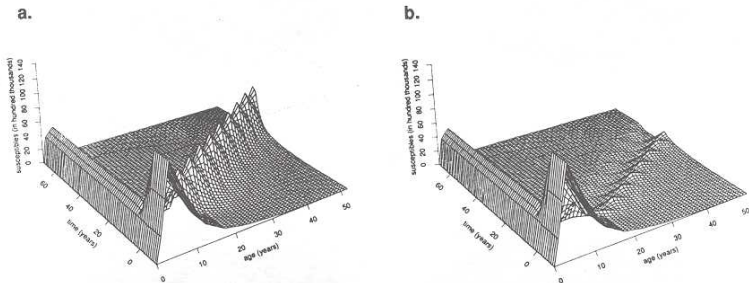 a.
susceptibles (in hundred thousands)
0 20 40 60 80 100 120 140
time (years)
60 40 20 0
age (years)
0 10 20 30 40 50
b.
susceptibles (in hundred thousands)
0 20 40 60 80 100 120 140
time (years)
60 40 20 0
age (years)
0 10 20 30 40 50